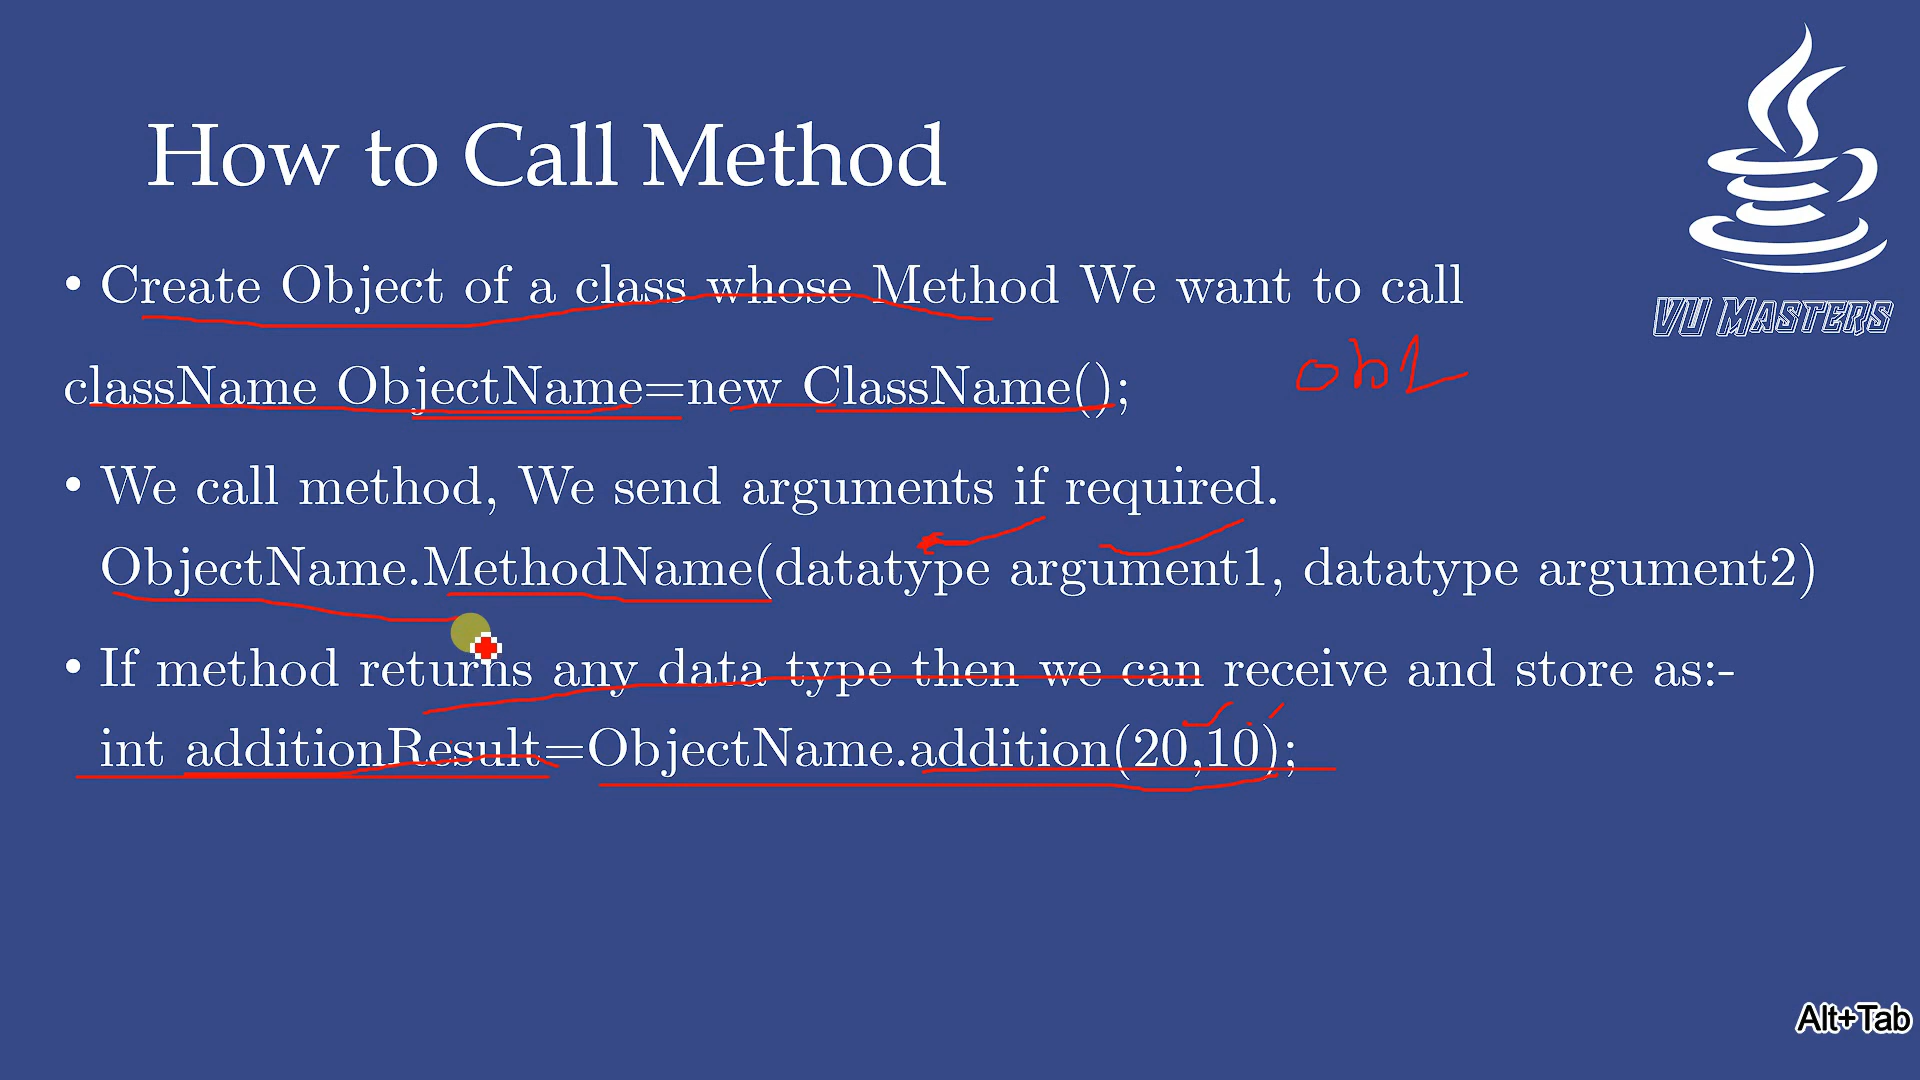 How to Call Method
• Create Object of a class whose Method We want to call
className ObjectName=new ClassName();
ob1
• We call method, We send arguments if required.
ObjectName.MethodName(datatype argument1, datatype argument2)
• If method returns any data type then we can receive and store as:-
int additionResult=ObjectName.addition(20,10);
VU Masters
Alt+Tab